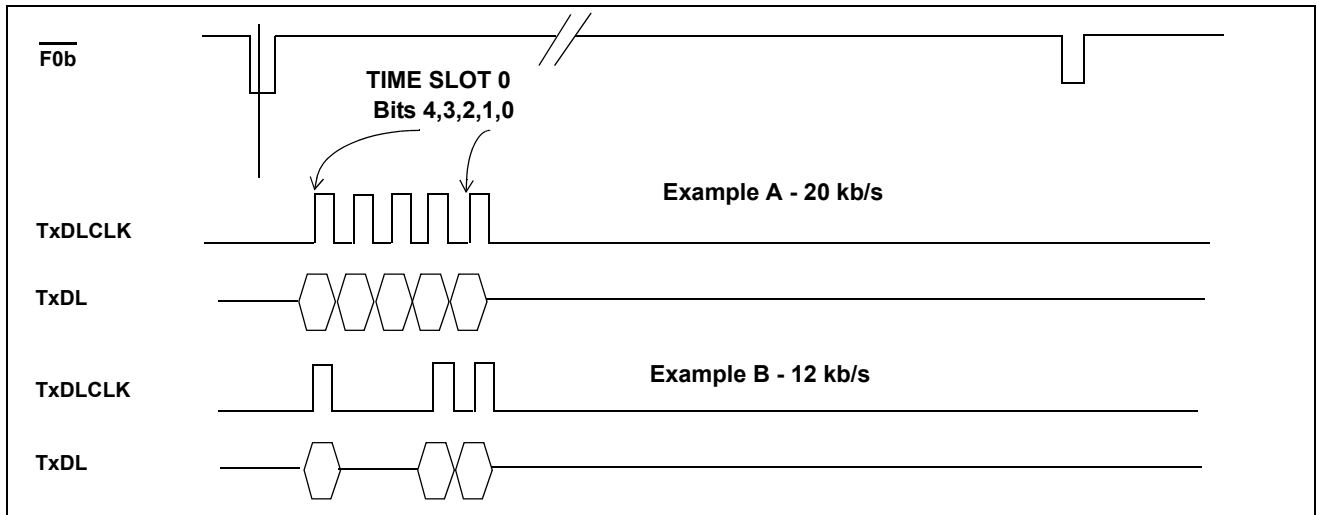 F0b
TIME SLOT 0
Bits 4,3,2,1,0
Example A - 20 kb/s
TxDLCLK
TxDL
Example B - 12 kb/s
TxDLCLK
TxDL